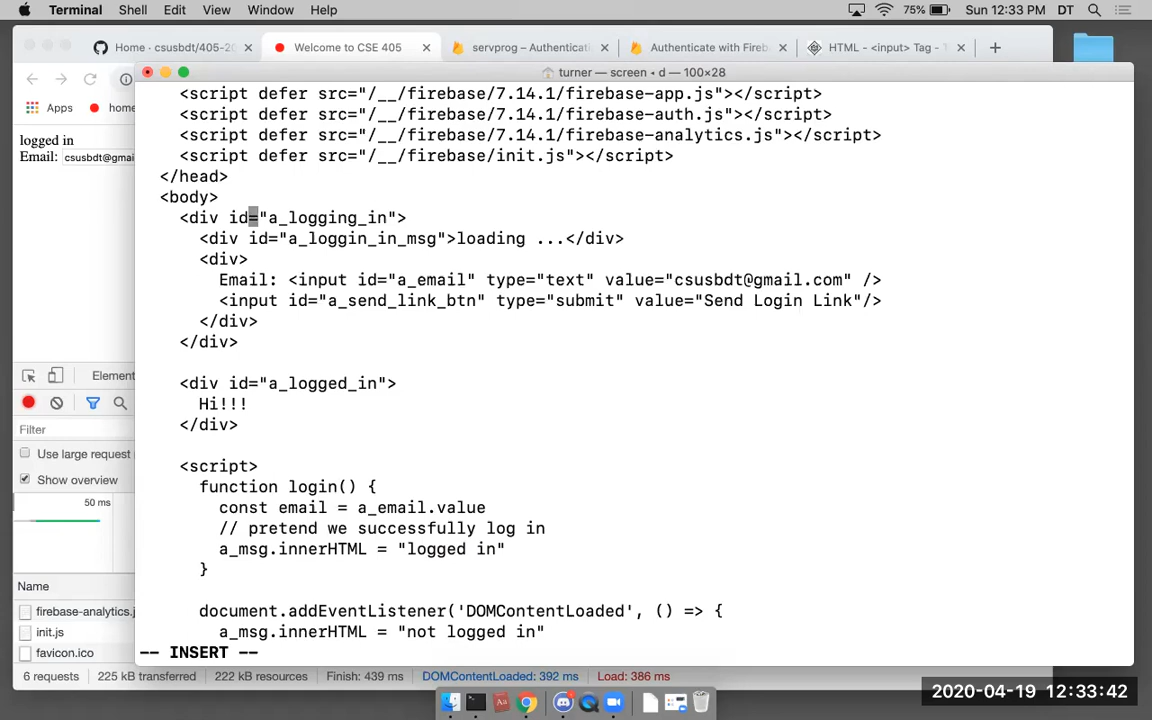 Terminal Shell Edit View Window Help 75% Sun 12:33 PM DT
Home · csusbdt/405-20 Welcome to CSE 405 servprog – Authenticati Authenticate with Fireb HTML - <input> Tag - T
turner — screen ◂ d — 100×28
Apps home
logged in
Email: csusbdt@gmai
<script defer src="/__/firebase/7.14.1/firebase-app.js"></script>
<script defer src="/__/firebase/7.14.1/firebase-auth.js"></script>
<script defer src="/__/firebase/7.14.1/firebase-analytics.js"></script>
<script defer src="/__/firebase/init.js"></script>
</head>
<body>
<div id="a_logging_in">
<div id="a_loggin_in_msg">loading ...</div>
<div>
Email: <input id="a_email" type="text" value="csusbdt@gmail.com" />
<input id="a_send_link_btn" type="submit" value="Send Login Link"/>
</div>
</div>
<div id="a_logged_in">
Hi!!!
</div>
<script>
function login() {
const email = a_email.value
// pretend we successfully log in
a_msg.innerHTML = "logged in"
}
document.addEventListener('DOMContentLoaded', () => {
a_msg.innerHTML = "not logged in"
-- INSERT --
Element
Filter
Use large request
Show overview
50 ms
Name
firebase-analytics.j
init.js
favicon.ico
6 requests 225 kB transferred 222 kB resources Finish: 439 ms DOMContentLoaded: 392 ms Load: 386 ms
2020-04-19 12:33:42